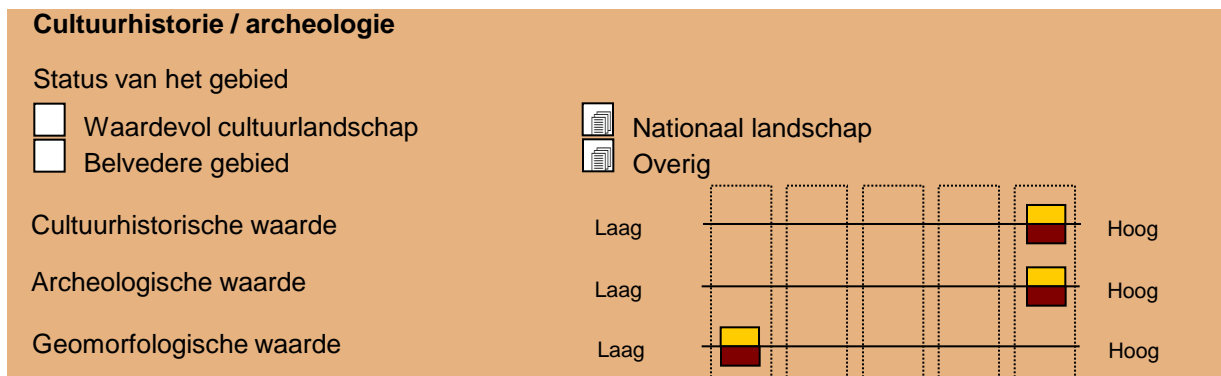 Cultuurhistorie / archeologie
Status van het gebied
Waardevol cultuurlandschap Nationaal landschap
Belvedere gebied Overig
Cultuurhistorische waarde Laag Hoog
Archeologische waarde Laag Hoog
Geomorfologische waarde Laag Hoog